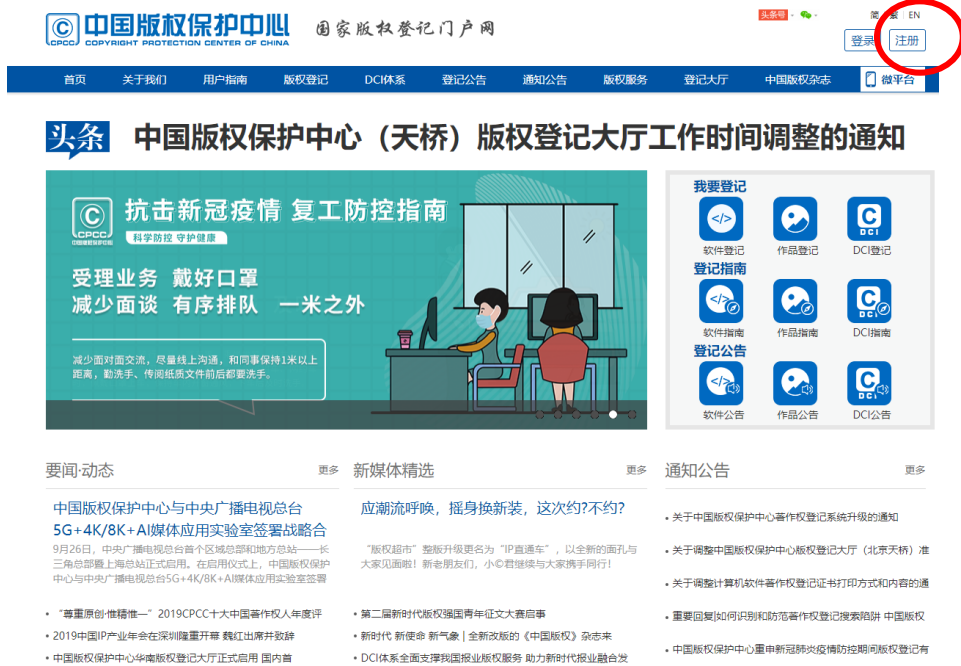 中国版权保护中心
CPCC COPYRIGHT PROTECTION CENTER OF CHINA
国家版权登记门户网
头条号
简 繁 EN
登录 注册
首页 关于我们 用户指南 版权登记 DCI体系 登记公告 通知公告 版权服务 登记大厅 中国版权杂志 微平台
头条 中国版权保护中心（天桥）版权登记大厅工作时间调整的通知
CPCC
抗击新冠疫情 复工防控指南
科学防控 守护健康
受理业务 戴好口罩
减少面谈 有序排队 一米之外
减少面对面交流，尽量线上沟通，和同事保持1米以上
距离，勤洗手、传阅纸质文件前后都要洗手。
我要登记
软件登记 作品登记 DCI登记
登记指南
软件指南 作品指南 DCI指南
登记公告
软件公告 作品公告 DCI公告
要闻·动态 更多
中国版权保护中心与中央广播电视总台
5G+4K/8K+AI媒体应用实验室签署战略合
9月26日，中央广播电视总台首个区域总部和地方总站——长
三角总部暨上海总站正式启用。在启用仪式上，中国版权保护
中心与中央广播电视总台5G+4K/8K+AI媒体应用实验室签署
• “尊重原创·惟精惟一”2019CPCC十大中国著作权人年度评
• 2019中国IP产业年会在深圳隆重开幕 魏红出席并致辞
• 中国版权保护中心华南版权登记大厅正式启用 国内首
新媒体精选 更多
应潮流呼唤，摇身换新装，这次约?不约?
“版权超市”整版升级更名为“IP直通车”，以全新的面孔与
大家见面啦！新老朋友们，小©君继续与大家携手同行！
• 第二届新时代版权强国青年征文大赛启事
• 新时代 新使命 新气象 | 全新改版的《中国版权》杂志来
• DCI体系全面支撑我国报业版权服务 助力新时代报业融合发
通知公告 更多
• 关于中国版权保护中心著作权登记系统升级的通知
• 关于调整中国版权保护中心版权登记大厅（北京天桥）准
• 关于调整计算机软件著作权登记证书打印方式和内容的通
• 重要回复|如何识别和防范著作权登记搜索陷阱 中国版权
• 中国版权保护中心重申新冠肺炎疫情防控期间版权登记有